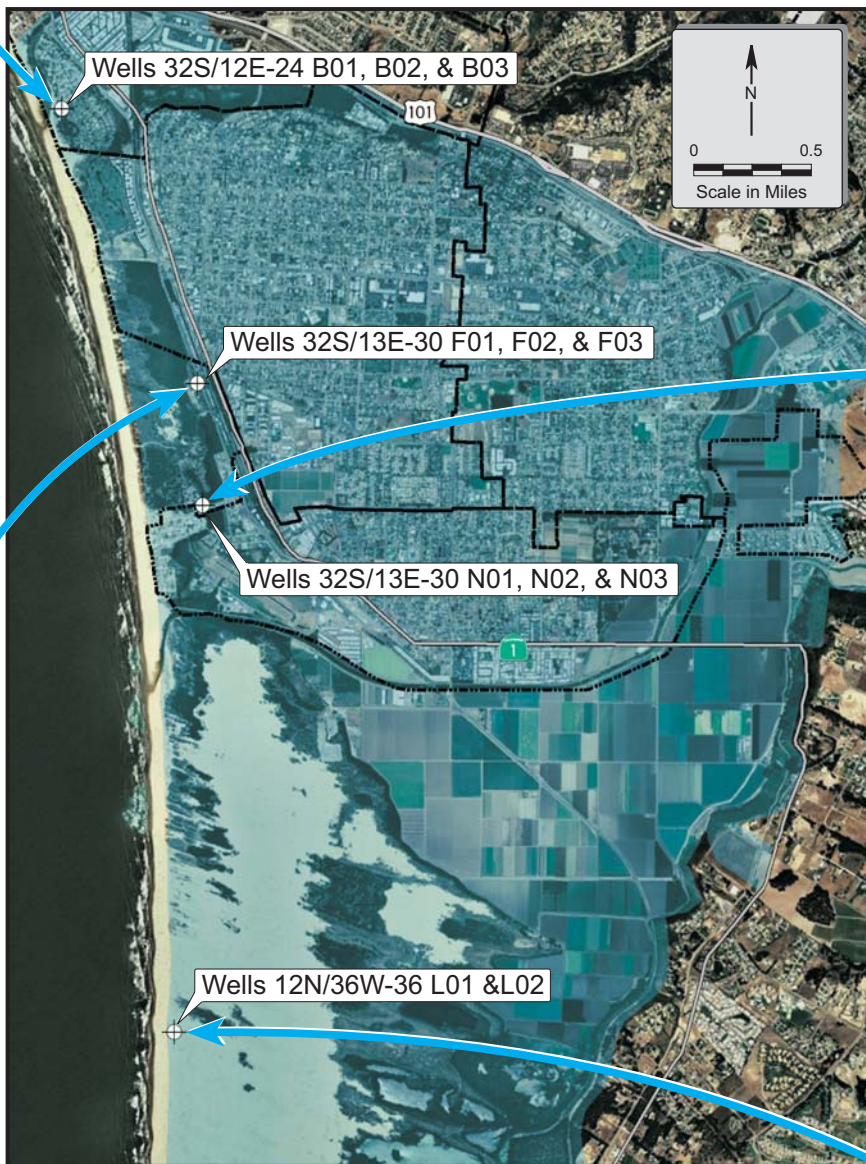 Wells 32S/12E-24 B01, B02, & B03
101
N
0 0.5
Scale in Miles
Wells 32S/13E-30 F01, F02, & F03
Wells 32S/13E-30 N01, N02, & N03
1
Wells 12N/36W-36 L01 &L02